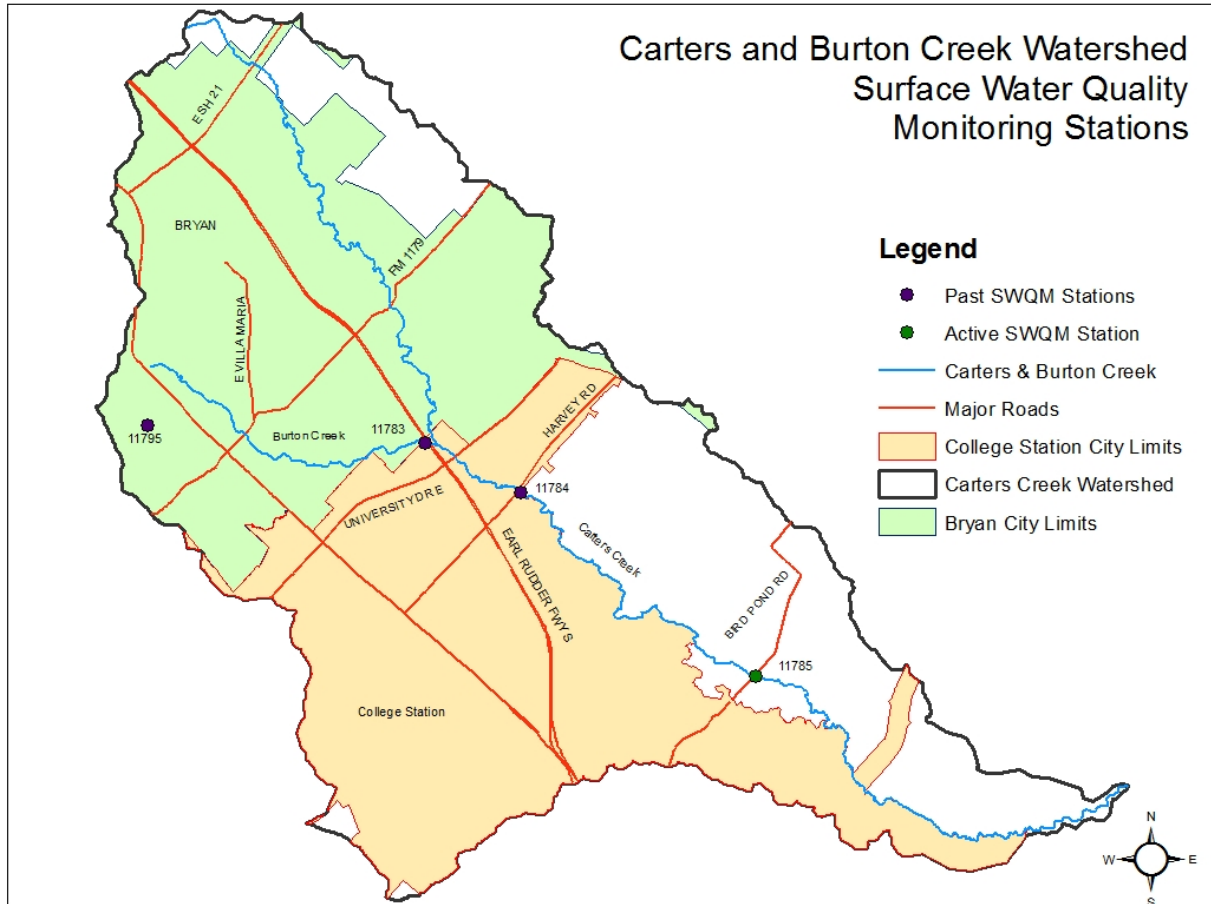 Carters and Burton Creek Watershed
Surface Water Quality
Monitoring Stations
E SH 21
BRYAN
FM 1179
E VILLA MARIA
Legend
Past SWQM Stations
Active SWQM Station
Carters & Burton Creek
Major Roads
College Station City Limits
Carters Creek Watershed
Bryan City Limits
HARVEY RD
11795
Burton Creek
11783
11784
UNIVERSITY DR E
EARL RUDDER FWY S
Carters Creek
BIRD POND RD
11785
College Station
N
W
E
S